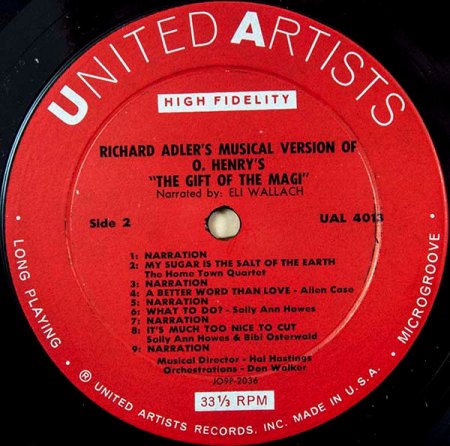 UNITED ARTISTS
HIGH FIDELITY
RICHARD ADLER'S MUSICAL VERSION OF
O. HENRY'S
"THE GIFT OF THE MAGI"
Narrated by: ELI WALLACH
Side 2 UAL 4013
1: NARRATION
2: MY SUGAR IS THE SALT OF THE EARTH
The Home Town Quartet
3: NARRATION
4: A BETTER WORD THAN LOVE - Allen Case
5: NARRATION
6: WHAT TO DO? - Sally Ann Howes
7: NARRATION
8: IT'S MUCH TOO NICE TO CUT
Sally Ann Howes & Bibi Osterwald
9: NARRATION
Musical Director - Hal Hastings
Orchestrations - Don Walker
JO9P-2036
33 1/3 RPM
• LONG PLAYING •
• MICROGROOVE •
® UNITED ARTISTS RECORDS, INC. MADE IN U.S.A.